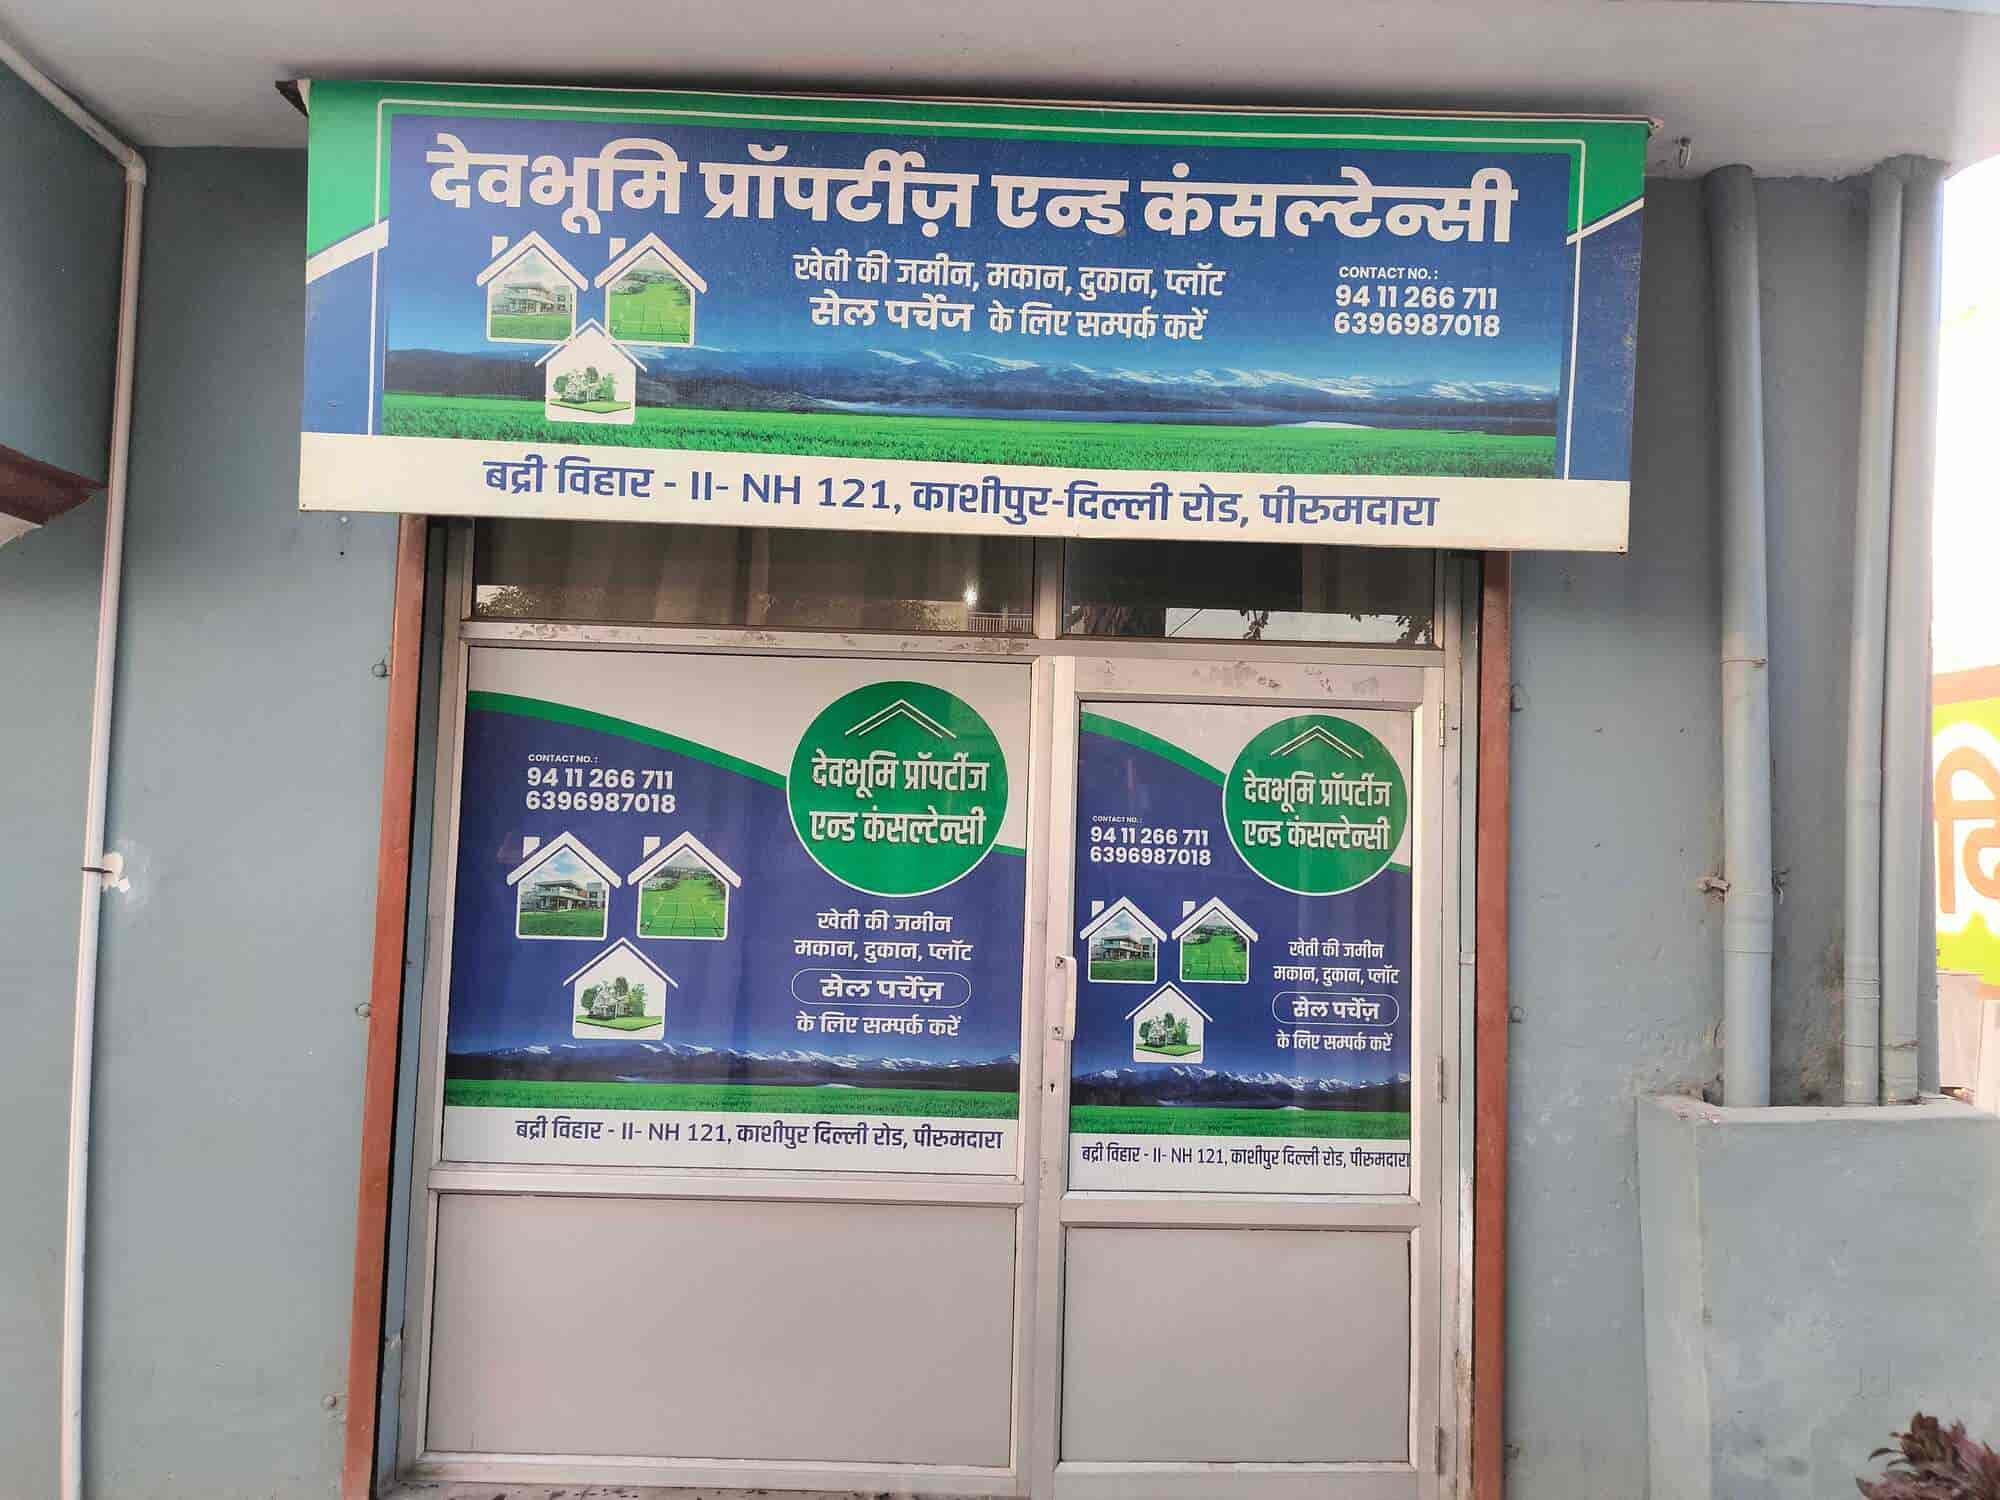 देवभूमि प्रॉपर्टीज़ एन्ड कंसल्टेन्सी
खेती की जमीन, मकान, दुकान, प्लॉट
सेल पर्चेज के लिए सम्पर्क करें
CONTACT NO. :
94 11 266 711
6396987018
बद्री विहार - II- NH 121, काशीपुर-दिल्ली रोड, पीरुमदारा
CONTACT NO. :
94 11 266 711
6396987018
देवभूमि प्रॉपर्टीज
एन्ड कंसल्टेन्सी
खेती की जमीन
मकान, दुकान, प्लॉट
सेल पर्चेज़
के लिए सम्पर्क करें
बद्री विहार - II- NH 121, काशीपुर दिल्ली रोड, पीरुमदारा
CONTACT NO. :
94 11 266 711
6396987018
देवभूमि प्रॉपर्टीज
एन्ड कंसल्टेन्सी
खेती की जमीन
मकान, दुकान, प्लॉट
सेल पर्चेज़
के लिए सम्पर्क करें
बद्री विहार - II- NH 121, काशीपुर दिल्ली रोड, पीरुमदारा